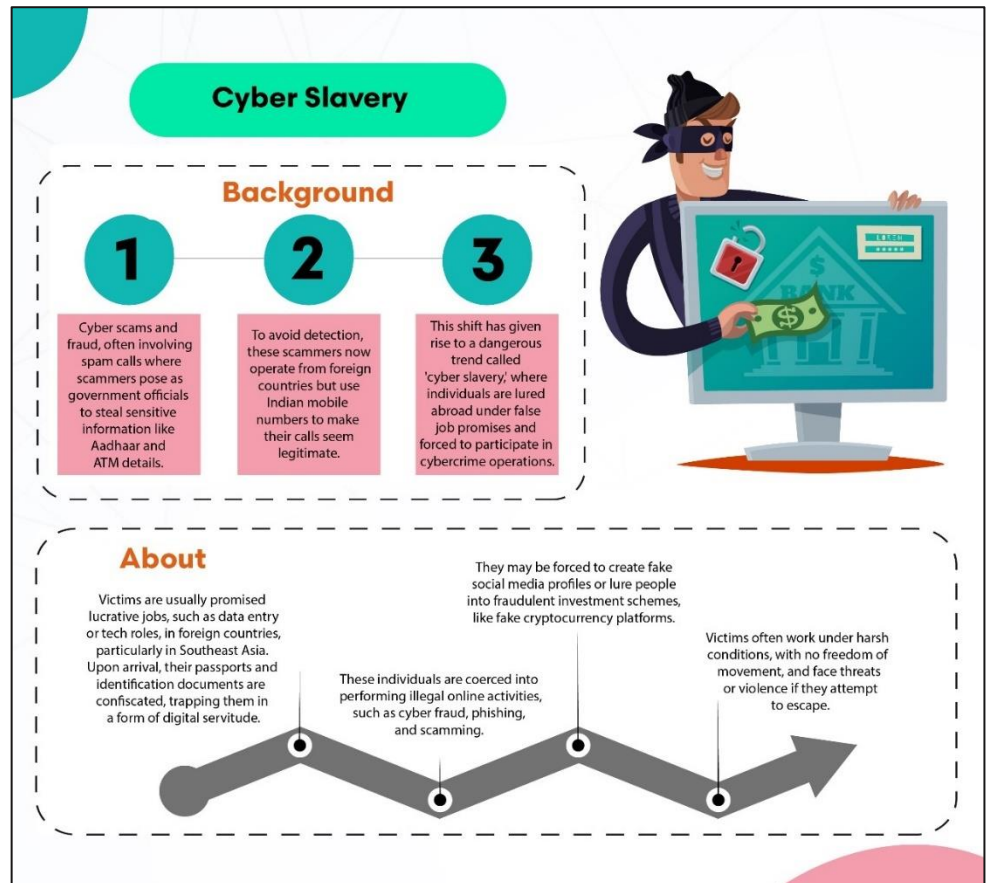 Cyber Slavery
Background
1
Cyber scams and
fraud, often involving
spam calls where
scammers pose as
government officials
to steal sensitive
information like
Aadhaar and
ATM details.
2
To avoid detection,
these scammers now
operate from foreign
countries but use
Indian mobile
numbers to make
their calls seem
legitimate.
3
This shift has given
rise to a dangerous
trend called
'cyber slavery,' where
individuals are lured
abroad under false
job promises and
forced to participate in
cybercrime operations.
$
BANK
LOREM
*****
$
About
Victims are usually promised
lucrative jobs, such as data entry
or tech roles, in foreign countries,
particularly in Southeast Asia.
Upon arrival, their passports and
identification documents are
confiscated, trapping them in
a form of digital servitude.
These individuals are coerced into
performing illegal online activities,
such as cyber fraud, phishing,
and scamming.
They may be forced to create fake
social media profiles or lure people
into fraudulent investment schemes,
like fake cryptocurrency platforms.
Victims often work under harsh
conditions, with no freedom of
movement, and face threats
or violence if they attempt
to escape.